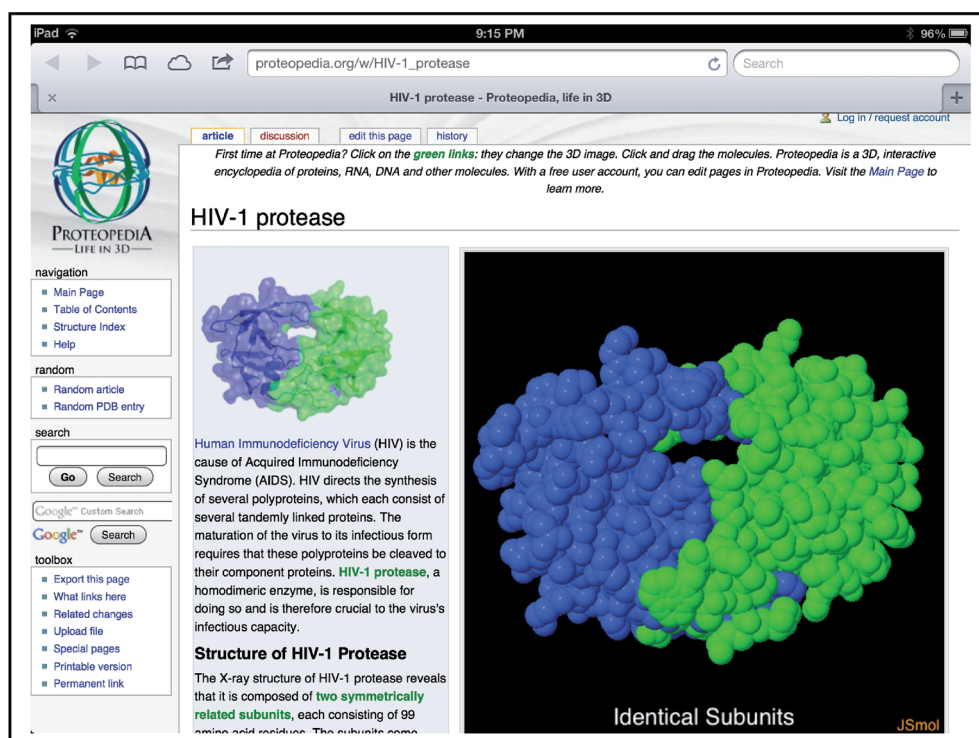 iPad
9:15 PM
96%
proteopedia.org/w/HIV-1_protease
Search
HIV-1 protease - Proteopedia, life in 3D
Log in / request account
article
discussion
edit this page
history
First time at Proteopedia? Click on the green links: they change the 3D image. Click and drag the molecules. Proteopedia is a 3D, interactive
encyclopedia of proteins, RNA, DNA and other molecules. With a free user account, you can edit pages in Proteopedia. Visit the Main Page to
learn more.
PROTEOPEDIA
LIFE IN 3D
navigation
Main Page
Table of Contents
Structure Index
Help
random
Random article
Random PDB entry
search
Go
Search
Google™ Custom Search
Google™
Search
toolbox
Export this page
What links here
Related changes
Upload file
Special pages
Printable version
Permanent link
HIV-1 protease
Human Immunodeficiency Virus (HIV) is the
cause of Acquired Immunodeficiency
Syndrome (AIDS). HIV directs the synthesis
of several polyproteins, which each consist of
several tandemly linked proteins. The
maturation of the virus to its infectious form
requires that these polyproteins be cleaved to
their component proteins. HIV-1 protease, a
homodimeric enzyme, is responsible for
doing so and is therefore crucial to the virus's
infectious capacity.
Structure of HIV-1 Protease
The X-ray structure of HIV-1 protease reveals
that it is composed of two symmetrically
related subunits, each consisting of 99
amino acid residues. The subunits come
Identical Subunits
JSmol